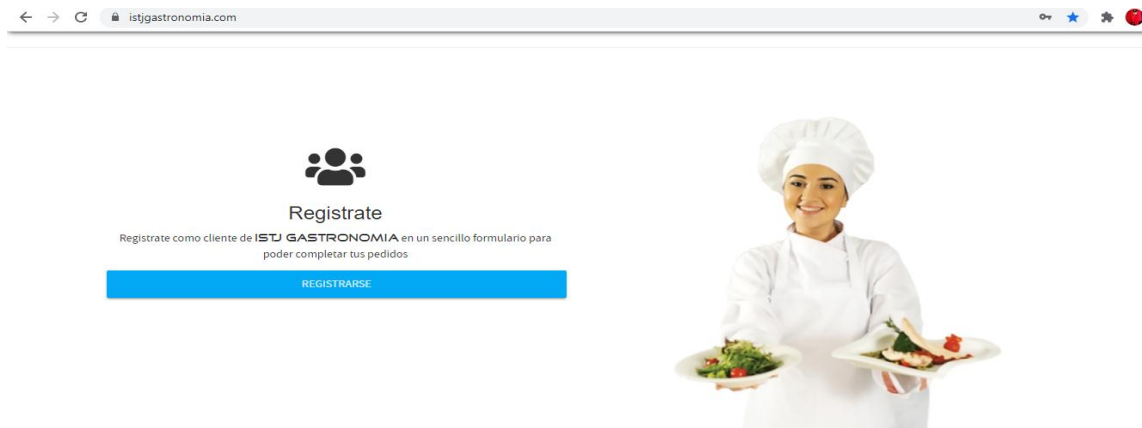 istjgastronomia.com
Registrate
Registrate como cliente de ISTJ GASTRONOMIA en un sencillo formulario para
poder completar tus pedidos
REGISTRARSE